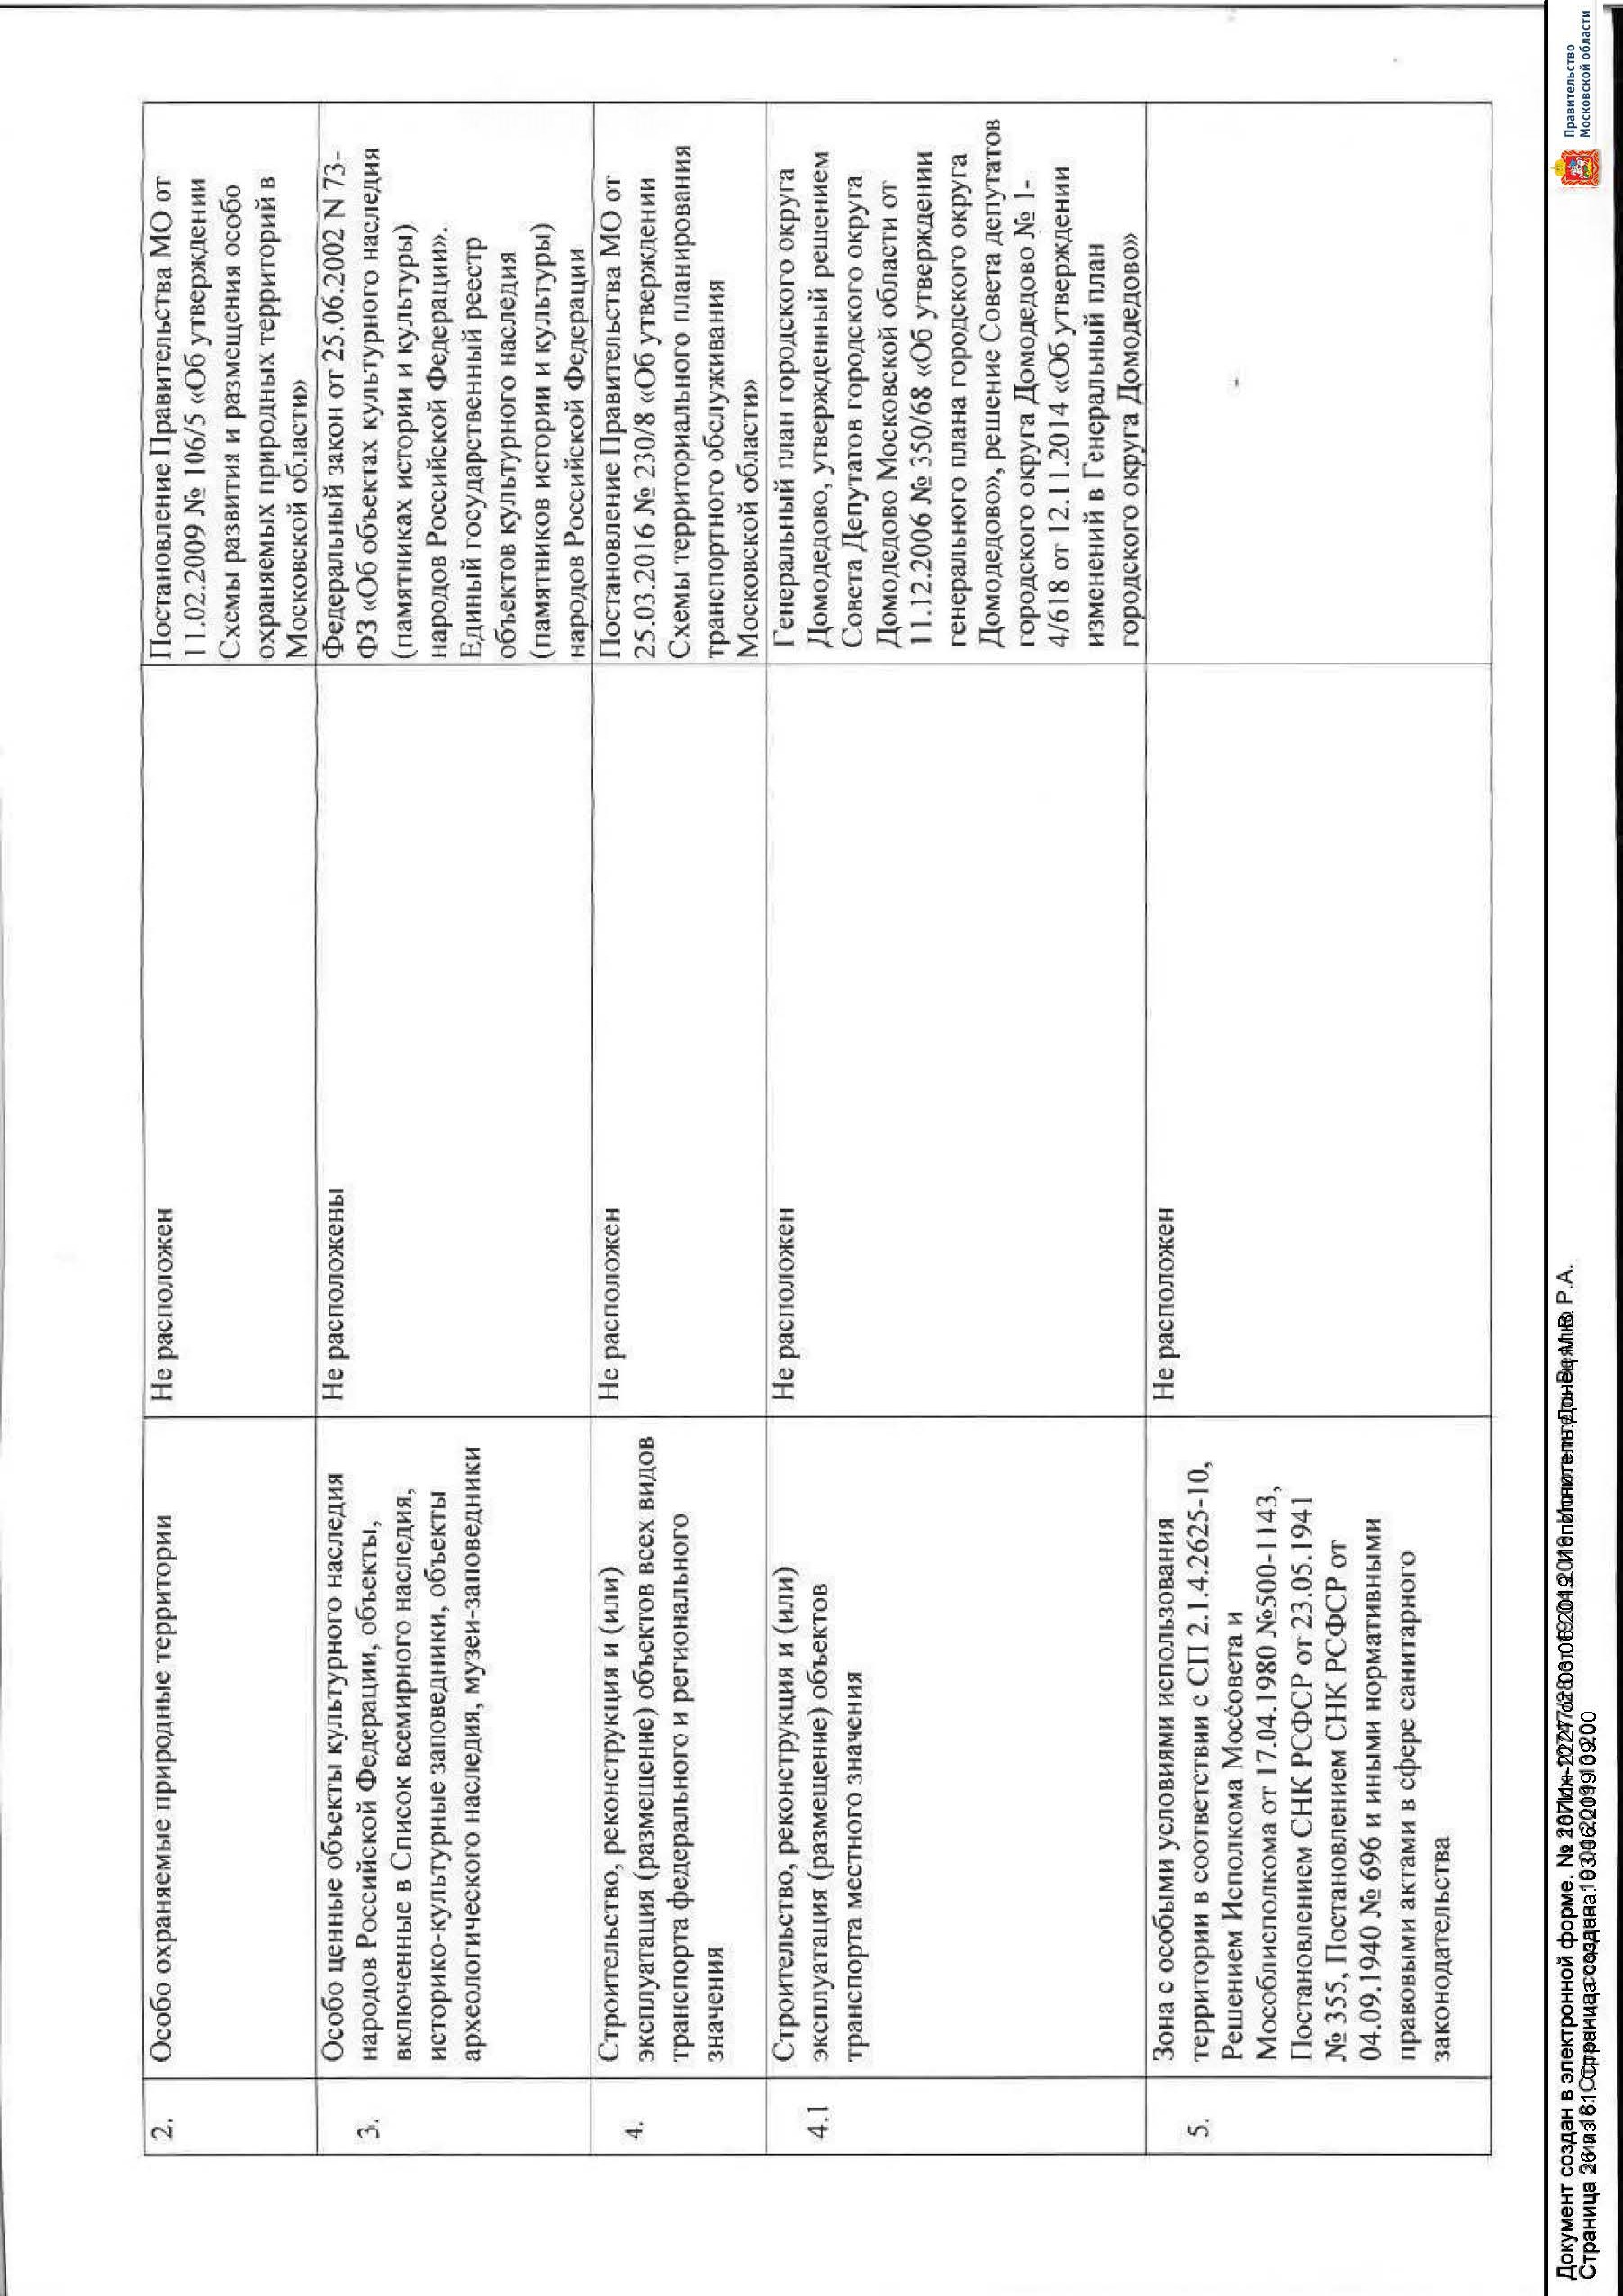 2.
Особо охраняемые природные территории
Не расположен
Постановление Правительства МО от
11.02.2009 № 106/5 «Об утверждении
Схемы развития и размещения особо
охраняемых природных территорий в
Московской области»
3.
Особо ценные объекты культурного наследия
народов Российской Федерации, объекты,
включенные в Список всемирного наследия,
историко-культурные заповедники, объекты
археологического наследия, музеи-заповедники
Не расположены
Федеральный закон от 25.06.2002 N 73-
ФЗ «Об объектах культурного наследия
(памятниках истории и культуры)
народов Российской Федерации».
Единый государственный реестр
объектов культурного наследия
(памятников истории и культуры)
народов Российской Федерации
4.
Строительство, реконструкция и (или)
эксплуатация (размещение) объектов всех видов
транспорта федерального и регионального
значения
Не расположен
Постановление Правительства МО от
25.03.2016 № 230/8 «Об утверждении
Схемы территориального планирования
транспортного обслуживания
Московской области»
4.1
Строительство, реконструкция и (или)
эксплуатация (размещение) объектов
транспорта местного значения
Не расположен
Генеральный план городского округа
Домодедово, утвержденный решением
Совета Депутатов городского округа
Домодедово Московской области от
11.12.2006 № 350/68 «Об утверждении
генерального плана городского округа
Домодедово», решение Совета депутатов
городского округа Домодедово № 1-
4/618 от 12.11.2014 «Об утверждении
изменений в Генеральный план
городского округа Домодедово»
5.
Зона с особыми условиями использования
территории в соответствии с СП 2.1.4.2625-10,
Решением Исполкома Моссовета и
Мособлисполкома от 17.04.1980 №500-1143,
Постановлением СНК РСФСР от 23.05.1941
№ 355, Постановлением СНК РСФСР от
04.09.1940 № 696 и иными нормативными
правовыми актами в сфере санитарного
законодательства
Не расположен
Документ создан в электронной форме. №
Страница
Правительство
Московской области